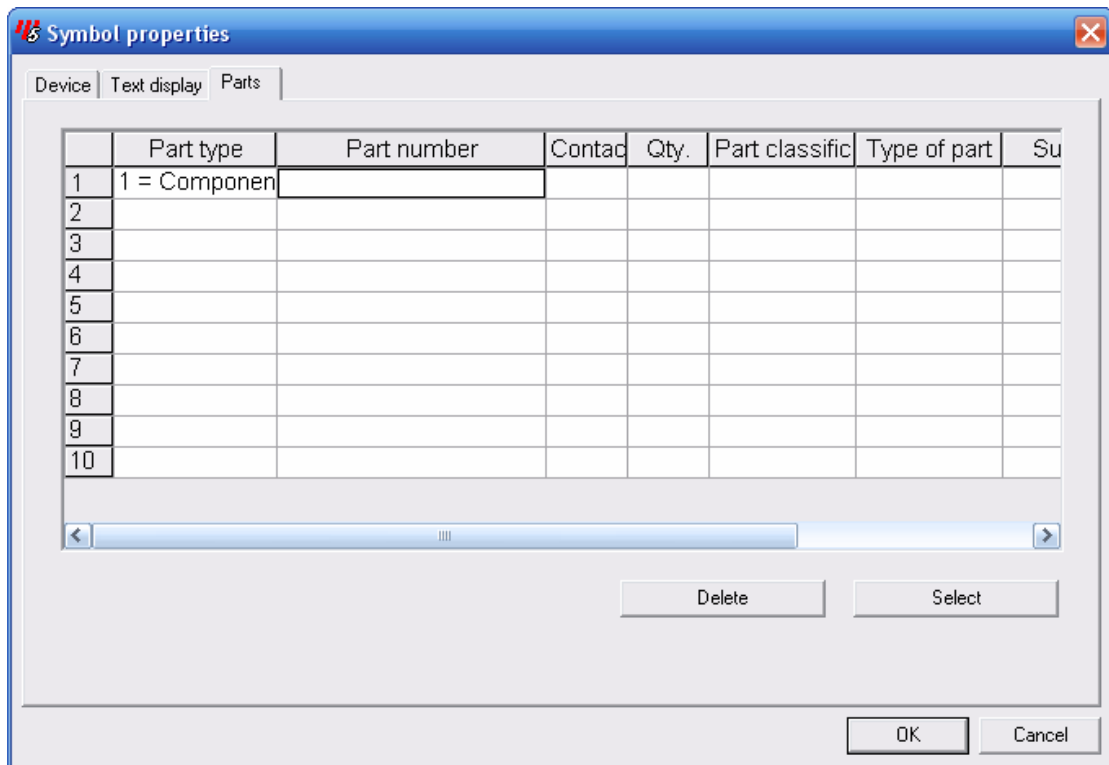 Symbol properties
Device Text display Parts
Part type Part number Contac Qty. Part classific Type of part Su
1 1 = Componen
2
3
4
5
6
7
8
9
10
Delete Select
OK Cancel